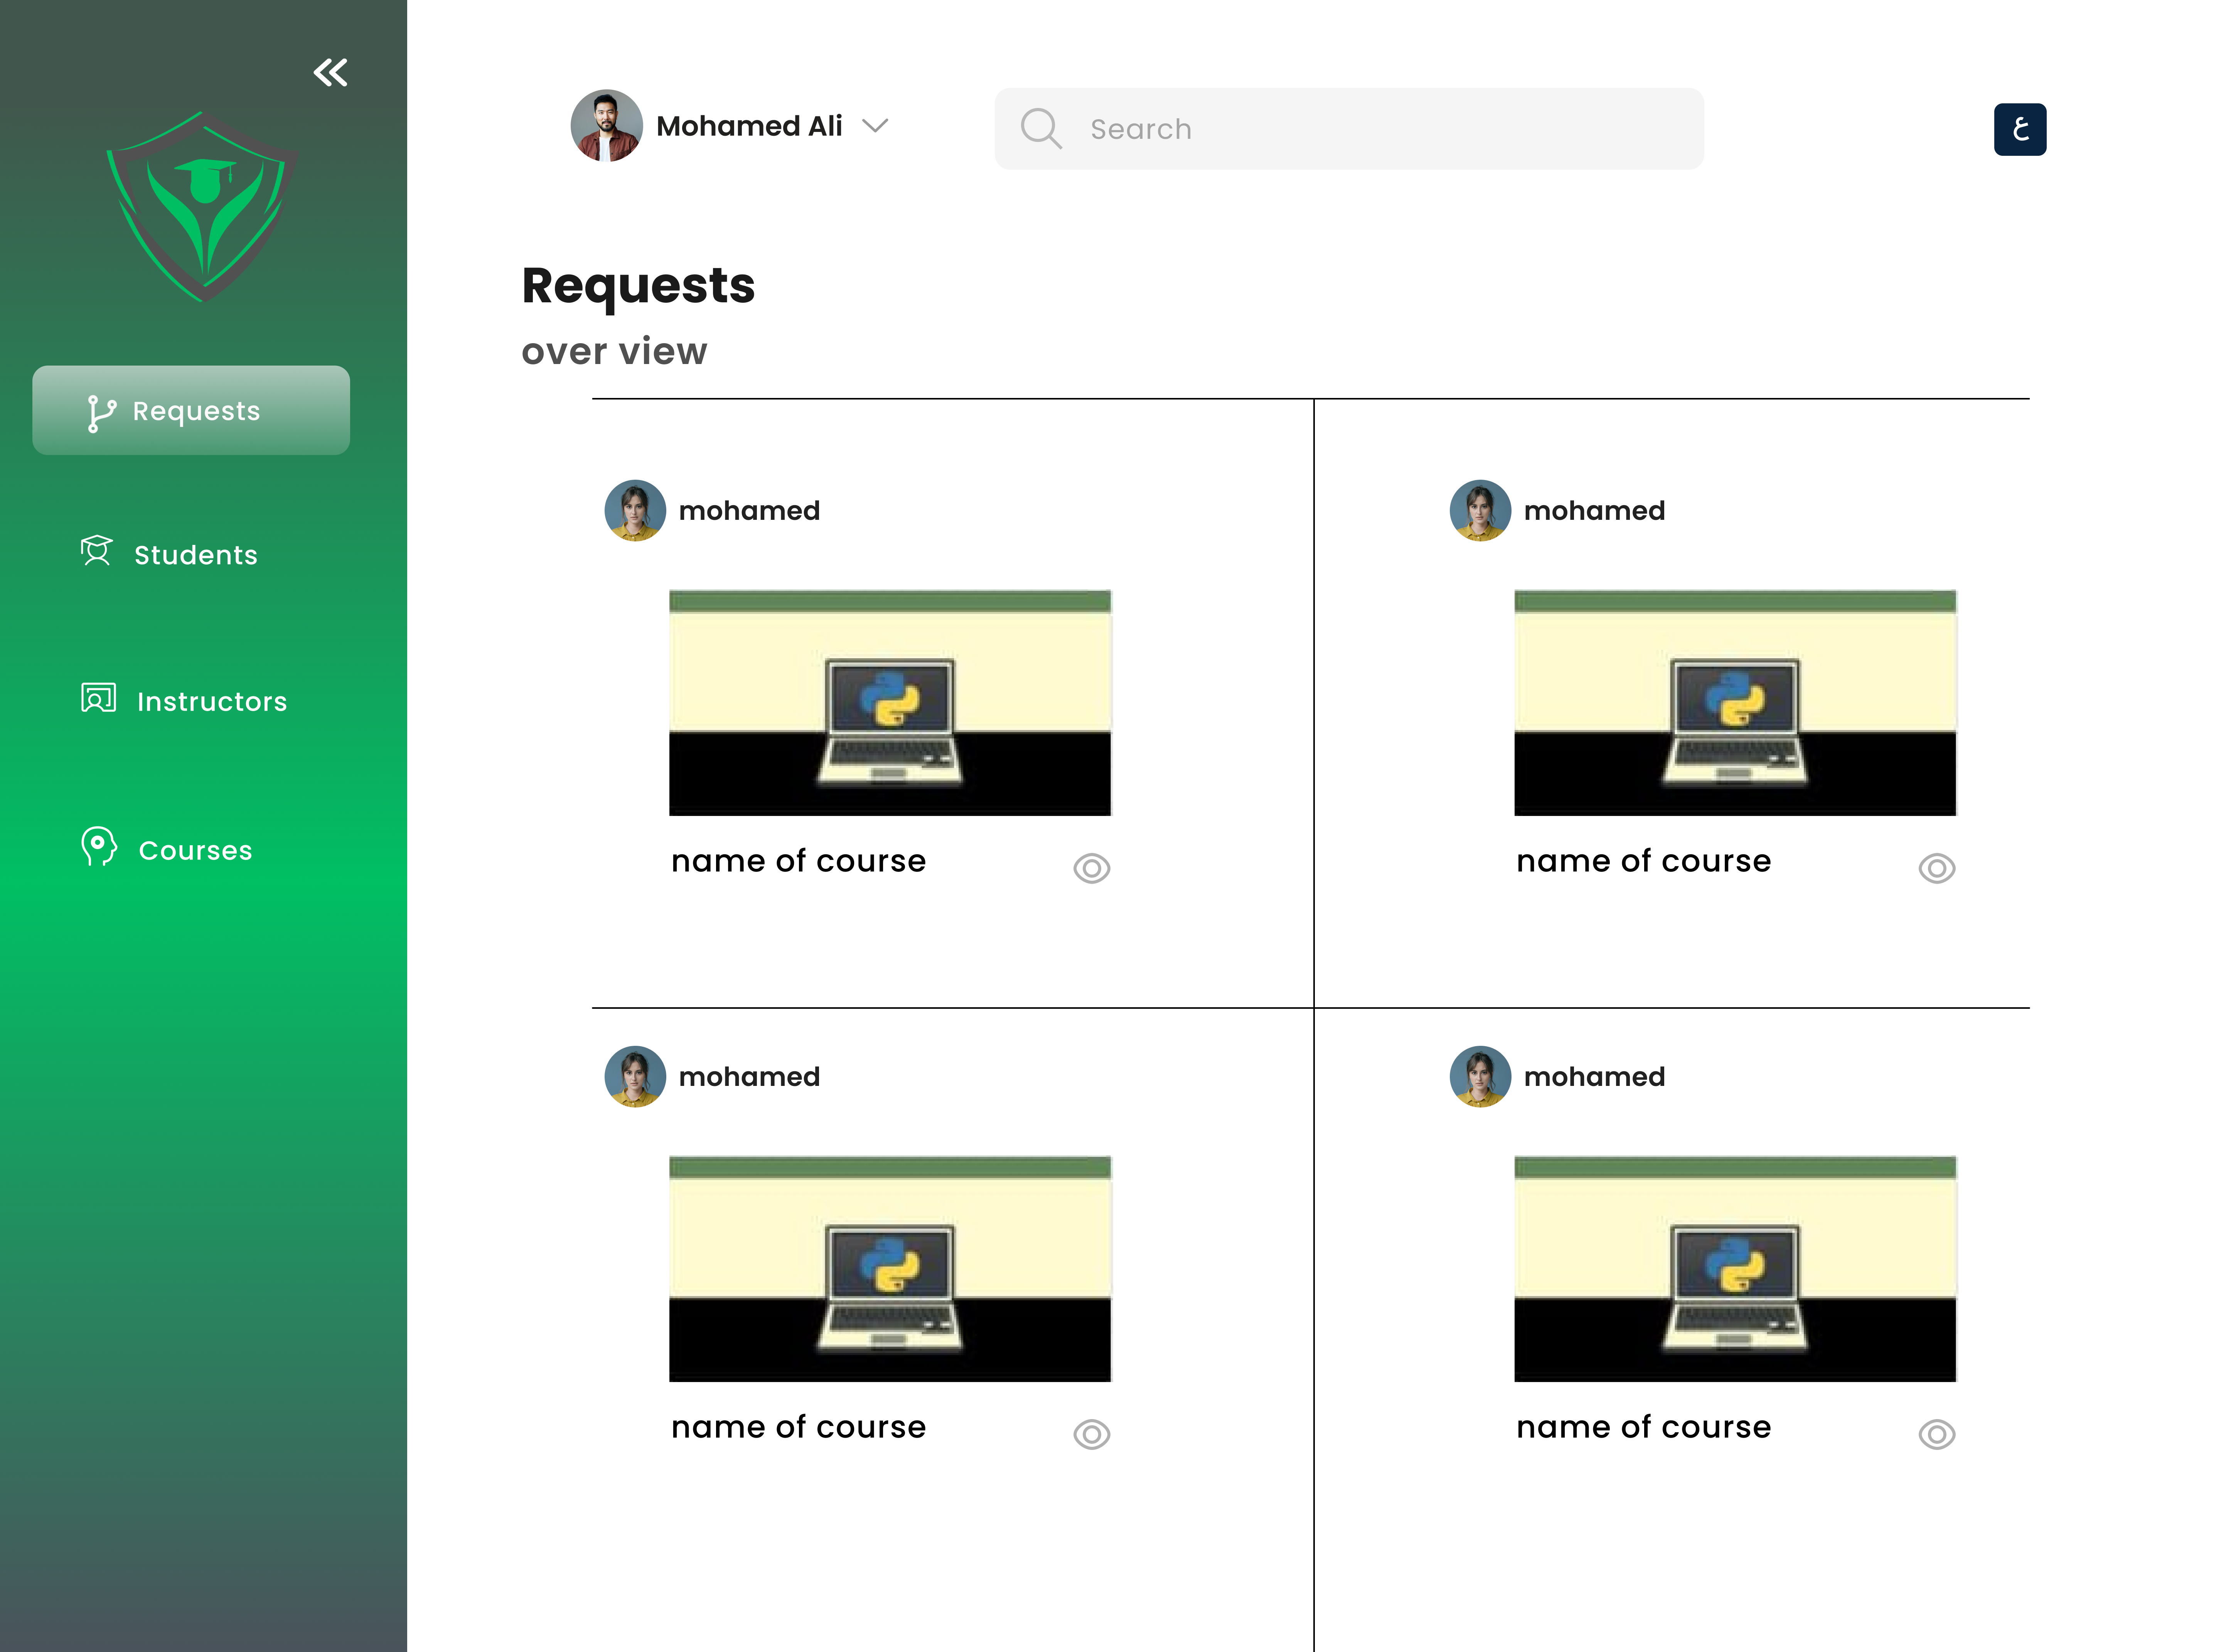 Mohamed Ali
Search
ع
Requests
over view
Requests
Students
Instructors
Courses
mohamed
name of course
mohamed
name of course
mohamed
name of course
mohamed
name of course